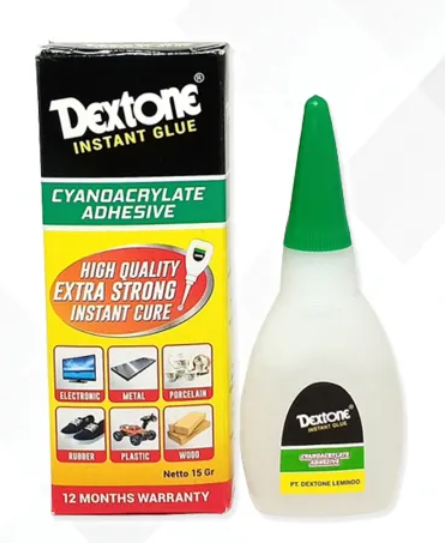 DEXTONE®
INSTANT GLUE
CYANOACRYLATE
ADHESIVE
HIGH QUALITY
EXTRA STRONG
INSTANT CURE
ELECTRONIC METAL PORCELAIN
RUBBER PLASTIC WOOD
Netto 15 Gr
12 MONTHS WARRANTY
DEXTONE®
INSTANT GLUE
CYANOACRYLATE
ADHESIVE
PT. DEXTONE LEMINDO